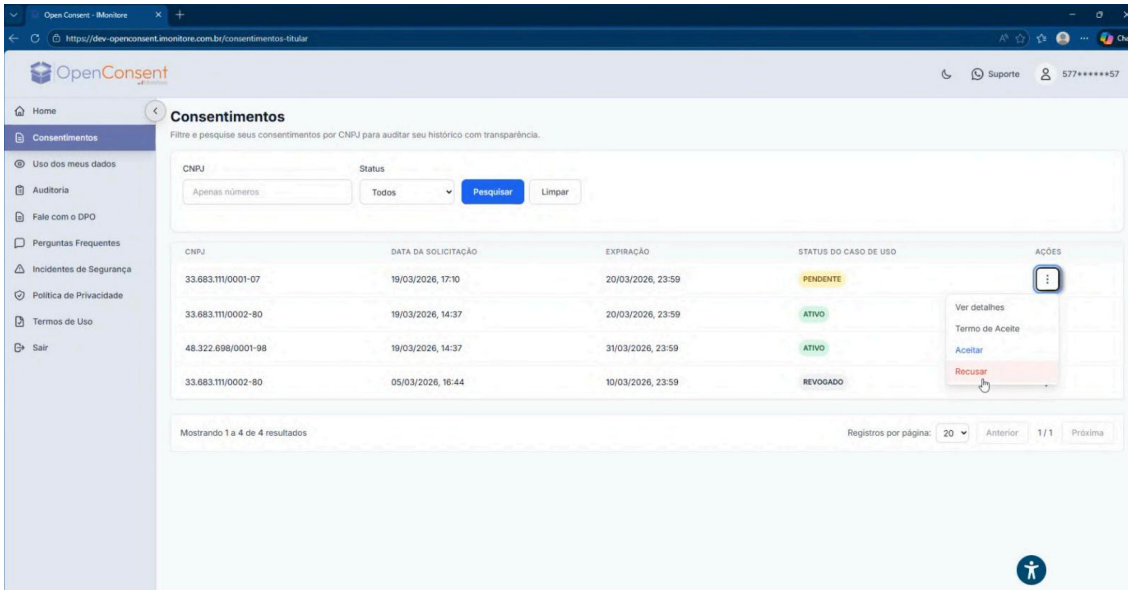 Open Consent - IMonitore
https://dev-openconsent.imonitore.com.br/consentimentos-titular
OpenConsent
Suporte
577******57
Home
Consentimentos
Uso dos meus dados
Auditoria
Fale com o DPO
Perguntas Frequentes
Incidentes de Segurança
Política de Privacidade
Termos de Uso
Sair
Consentimentos
Filtre e pesquise seus consentimentos por CNPJ para auditar seu histórico com transparência.
CNPJ Status
Apenas números Todos Pesquisar Limpar
CNPJ DATA DA SOLICITAÇÃO EXPIRAÇÃO STATUS DO CASO DE USO AÇÕES
33.683.111/0001-07 19/03/2026, 17:10 20/03/2026, 23:59 PENDENTE
33.683.111/0002-80 19/03/2026, 14:37 20/03/2026, 23:59 ATIVO
48.322.698/0001-98 19/03/2026, 14:37 31/03/2026, 23:59 ATIVO
33.683.111/0002-80 05/03/2026, 16:44 10/03/2026, 23:59 REVOGADO
Ver detalhes
Termo de Aceite
Aceitar
Recusar
Mostrando 1 a 4 de 4 resultados Registros por página: 20 Anterior 1/1 Próxima